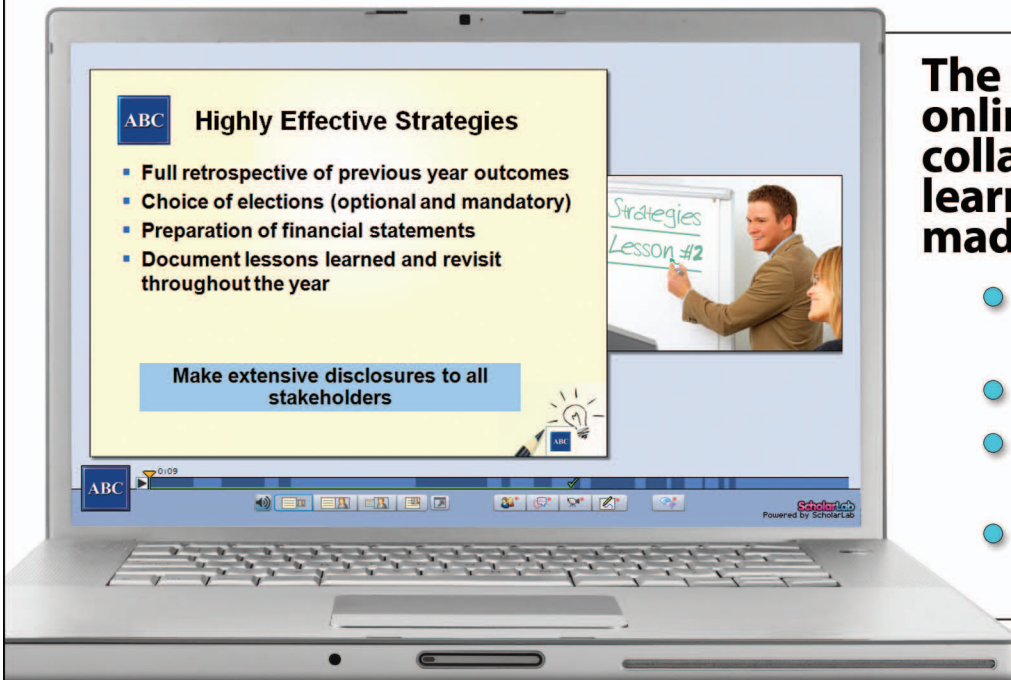 ABC
Highly Effective Strategies
Full retrospective of previous year outcomes
Choice of elections (optional and mandatory)
Preparation of financial statements
Document lessons learned and revisit
throughout the year
Make extensive disclosures to all
stakeholders
ABC
Strategies
Lesson #2
0:09
ABC
ScholarLab
Powered by ScholarLab
The
onlin
colla
learn
mad